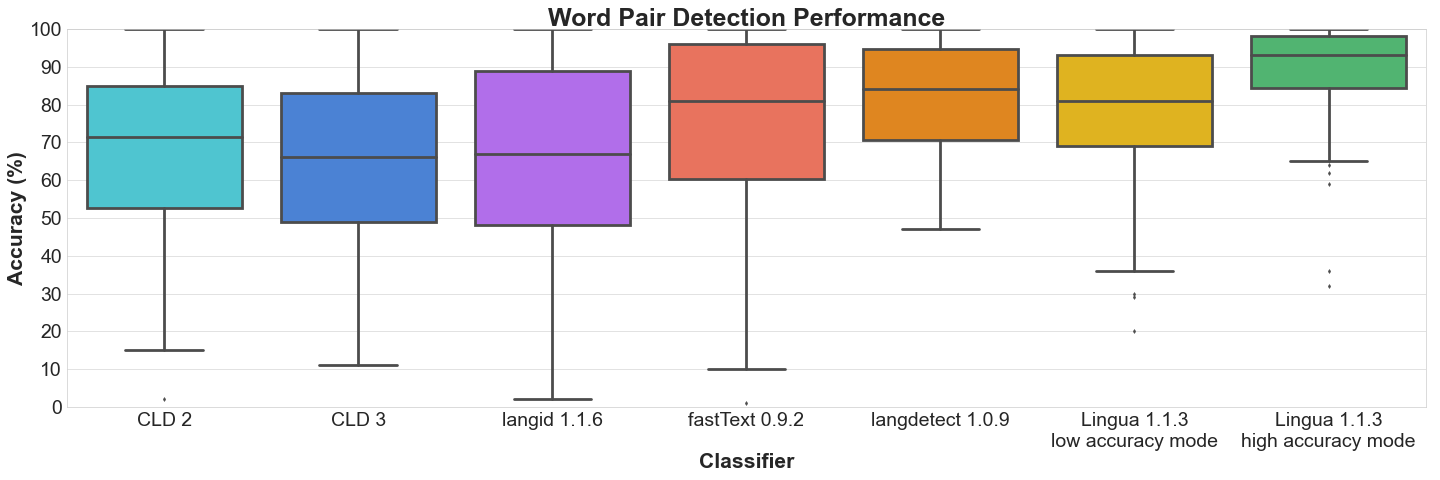 Word Pair Detection Performance
100
90
80
70
60
50
40
30
20
10
0
Accuracy (%)
CLD 2
CLD 3
langid 1.1.6
fastText 0.9.2
langdetect 1.0.9
Lingua 1.1.3
low accuracy mode
Lingua 1.1.3
high accuracy mode
Classifier